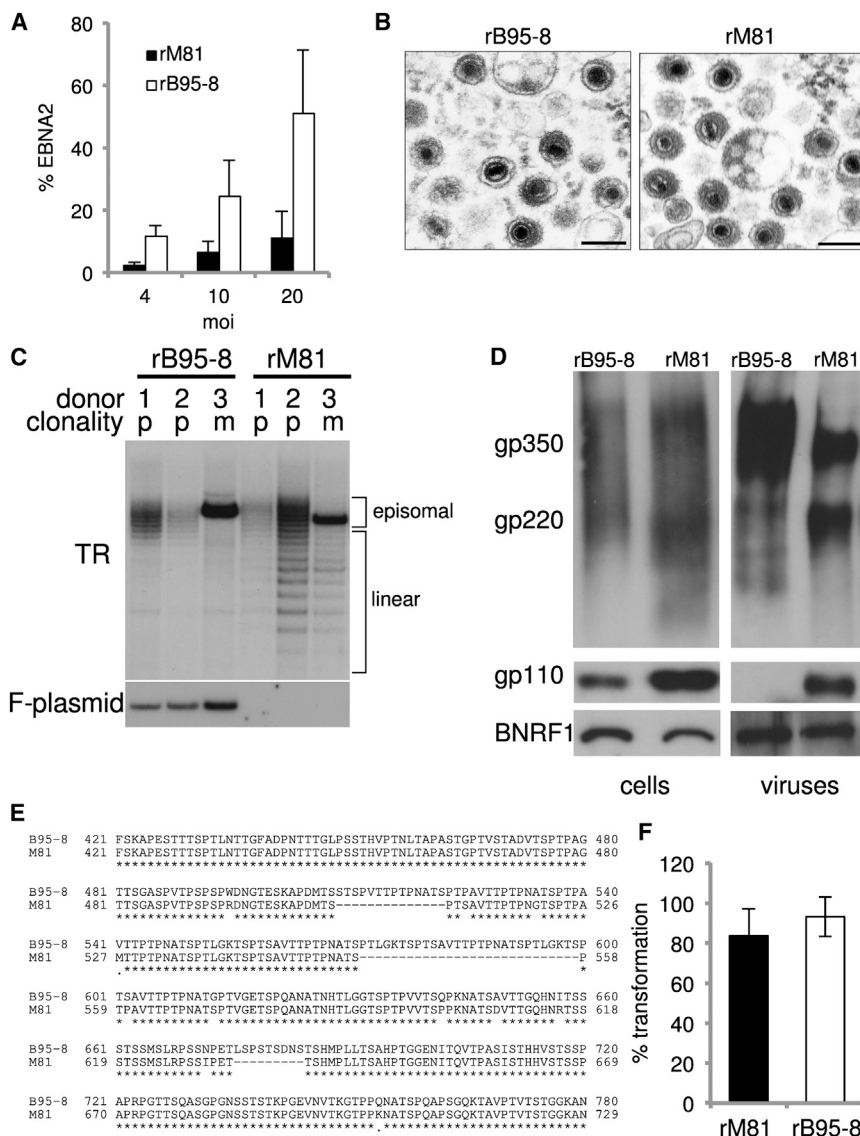 A
80
60
40
20
0
% EBNA2
rM81
rB95-8
4 10 20
moi
B
rB95-8 rM81
C
rB95-8 rM81
donor 1 2 3 1 2 3
clonality p p m p p m
TR
episomal
linear
F-plasmid
D
rB95-8 rM81 rB95-8 rM81
gp350
gp220
gp110
BNRF1
cells viruses
E
B95-8 421 FSKAPESTTTSPTLNTTGFADPNTTTGLPSSTHVPTNLTAPASTGPTVSTADVTSPTPAG 480
M81 421 FSKAPESTTTSPTLNTTGFADPNTTTGLPSSTHVPTNLTAPASTGPTVSTADVTSPTPAG 480
************************************************************
B95-8 481 TTSGASPVTPSPSPWDNGTESKAPDMTSSTSPVTTPTPNATSPTPAVTTPTPNATSPTPA 540
M81 481 TTSGASPVTPSPSPRDNGTESKAPDMTS--------------PTSAVTTPTPNATSPTPA 526
************** ************* ** ********* ******
B95-8 541 VTTPTPNATSPTLGKTSPTSAVTTPTPNATSPTLGKTSPTSAVTTPTPNATSPTLGKTSP 600
M81 527 MTTPTPNATSPTLGKTSPTSAVTTPTPNATS----------------------------P 558
.****************************** *
B95-8 601 TSAVTTPTPNATGPTVGETSPQANATNHTLGGTSPTPVVTSQPKNATSAVTTGQHNITSS 660
M81 559 TPAVTTPTPNATSPTVGETSPQANATNHTLGGTSPTPVVTSPPKNATSDVTTGQHNRTSS 618
* ********** **************************** ****** ******* ***
B95-8 661 STSSMSLRPSSNPETLSPSTSDNSTSHMPLLTSAHPTGGENITQVTPASISTHHVSTSSP 720
M81 619 STSSMSLRPSSIPET---------TSHMPLLTSAHPTGGENITQVTPASISTHHVSTSSP 669
*********** *** ************************************
B95-8 721 APRPGTTSQASGPGNSSTSTKPGEVNVTKGTPPQNATSPQAPSGQKTAVPTVTSTGGKAN 780
M81 670 APRPGTTSQASGPGNSSTSTKPGEVNVTKGTPPKNATSPQAPSGQKTAVPTVTSTGGKAN 729
*********************************.**************************
F
120
100
80
60
40
20
0
% transformation
rM81 rB95-8